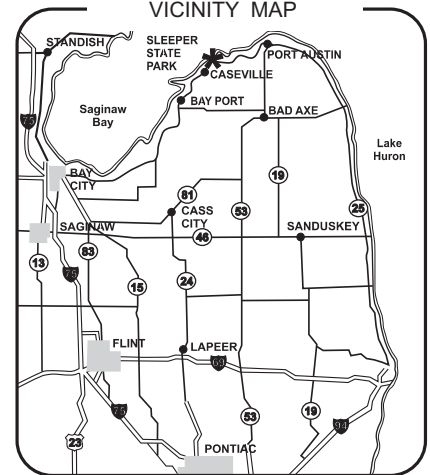 VICINITY MAP
STANDISH
SLEEPER
STATE
PARK
PORT AUSTIN
CASEVILLE
75
BAY PORT
Saginaw
Bay
BAD AXE
Lake
Huron
BAY
CITY
19
81
53
25
CASS
CITY
SAGINAW
46
SANDUSKEY
83
13
75
15
24
FLINT
LAPEER
69
75
53
19
94
23
PONTIAC